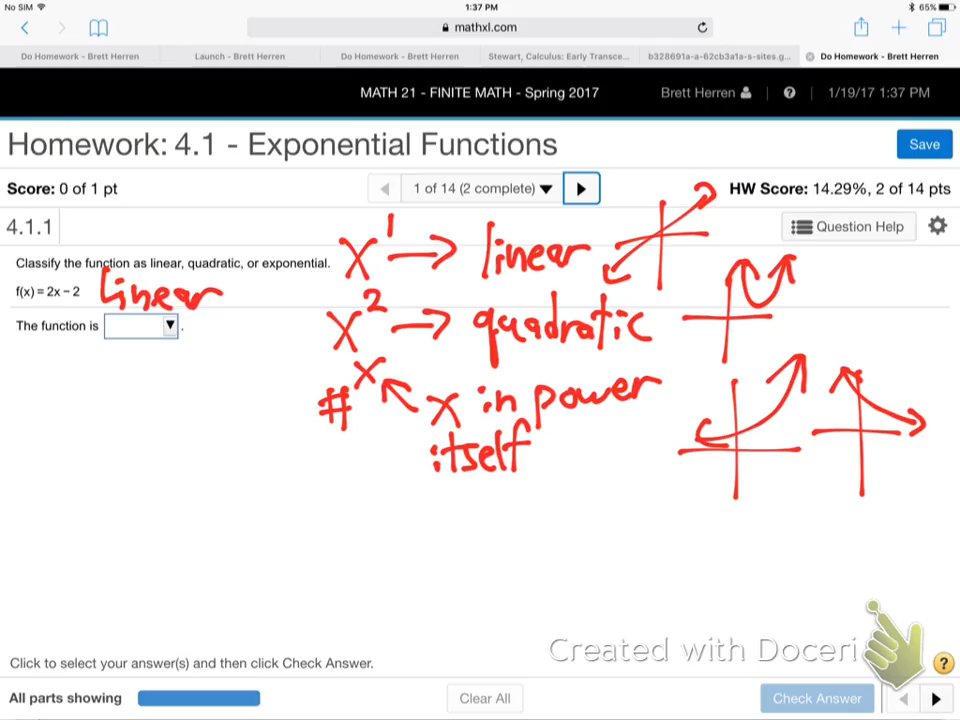 No SIM 1:37 PM 65%
mathxl.com
Do Homework - Brett Herren Launch - Brett Herren Do Homework - Brett Herren Stewart, Calculus: Early Transce... b328691a-a-62cb3a1a-s-sites.g... Do Homework - Brett Herren
MATH 21 - FINITE MATH - Spring 2017 Brett Herren ? 1/19/17 1:37 PM
Homework: 4.1 - Exponential Functions Save
Score: 0 of 1 pt 1 of 14 (2 complete) HW Score: 14.29%, 2 of 14 pts
4.1.1 Question Help
x¹ → linear
Classify the function as linear, quadratic, or exponential.
f(x) = 2x − 2 linear
The function is .
x² → quadratic
#ˣ ← x in power
itself
Created with Doceri
Click to select your answer(s) and then click Check Answer. ?
All parts showing Clear All Check Answer